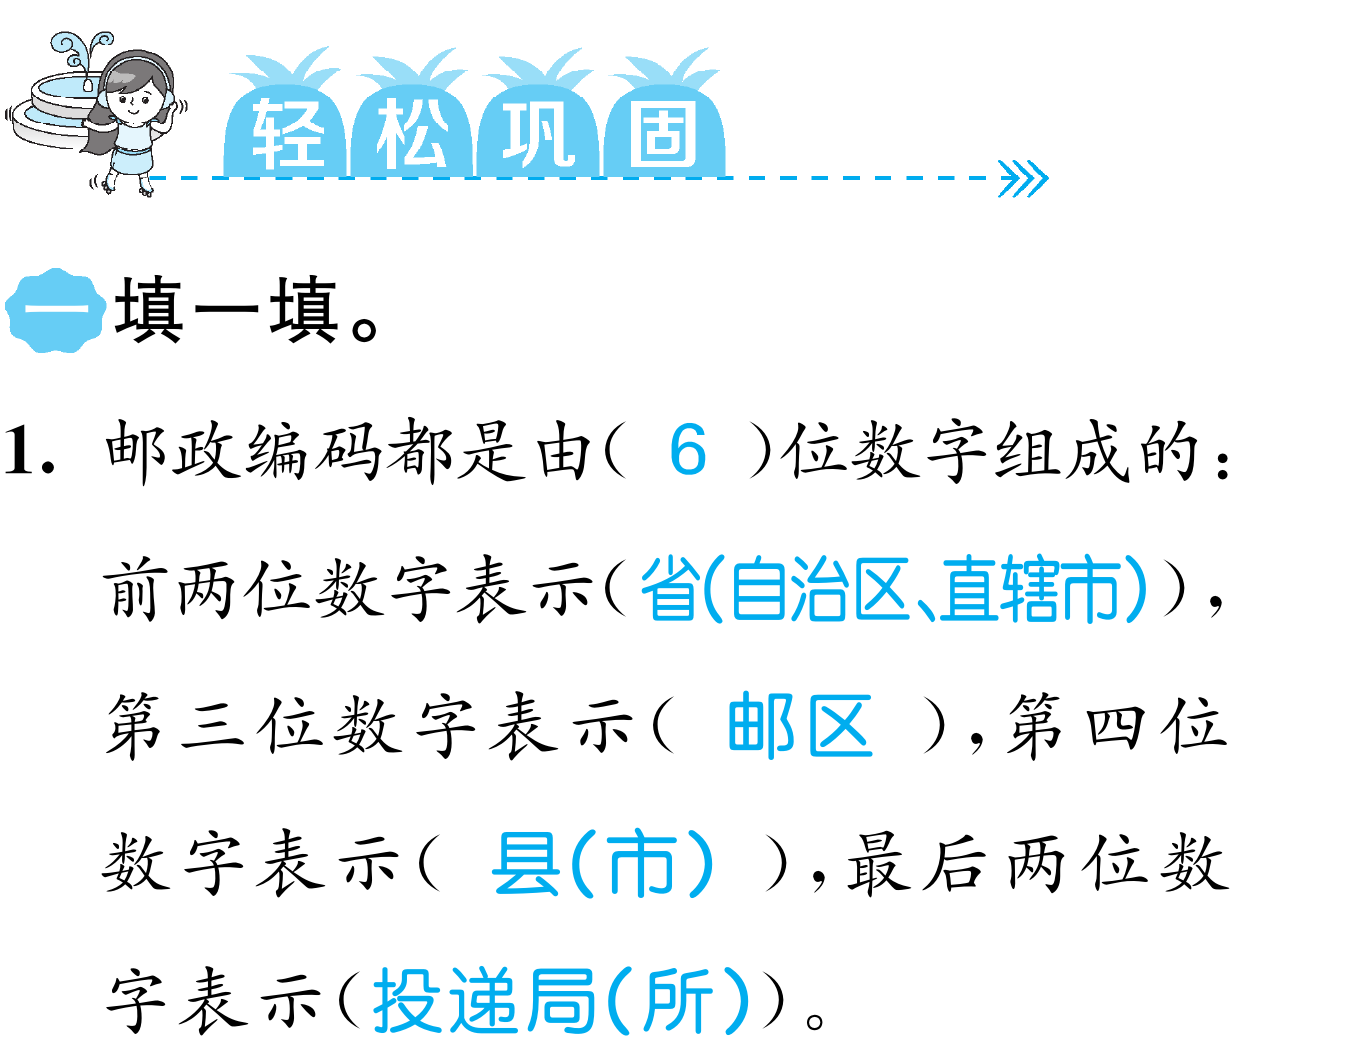 轻松巩固
一 填一填。
1. 邮政编码都是由( 6 )位数字组成的:
前两位数字表示(省(自治区、直辖市)),
第三位数字表示( 邮区 ),第四位
数字表示( 县(市) ),最后两位数
字表示(投递局(所))。